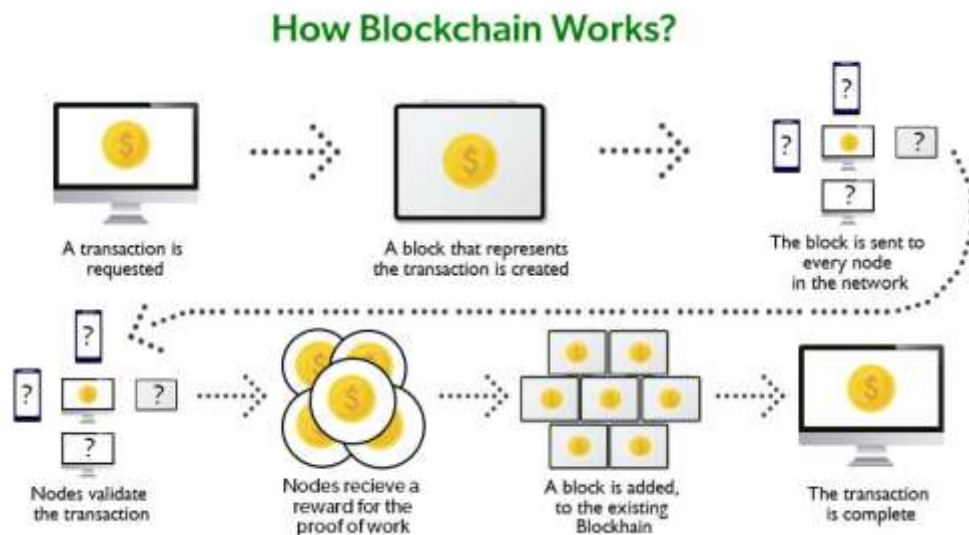 How Blockchain Works?
$
$
?
?
?
?
A transaction is
requested
A block that represents
the transaction is created
The block is sent to
every node
in the network
?
?
?
?
$
$
$
$
$
$
Nodes validate
the transaction
Nodes recieve a
reward for the
proof of work
A block is added,
to the existing
Blockhain
The transaction
is complete